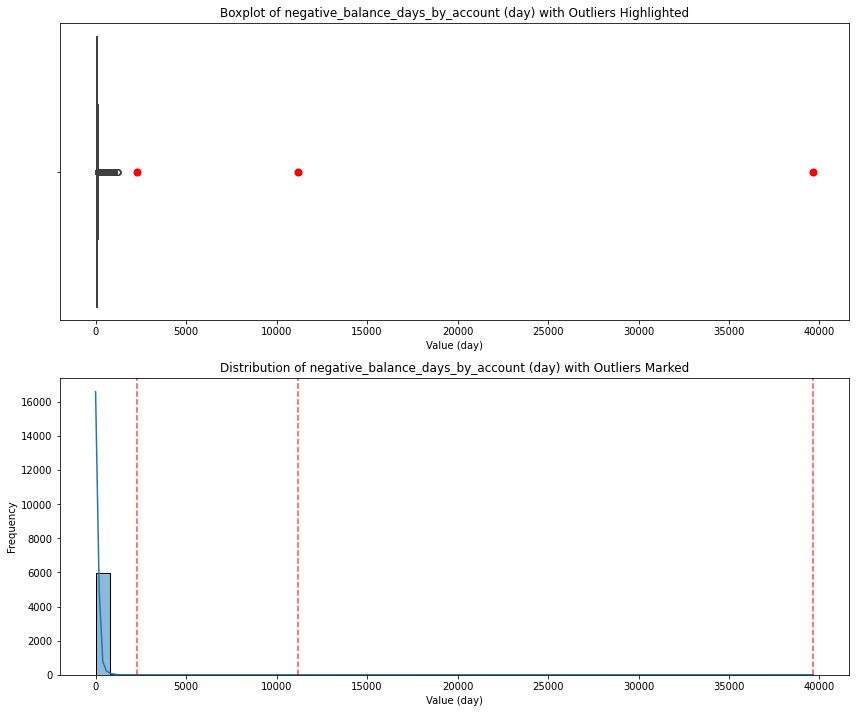 Boxplot of negative_balance_days_by_account (day) with Outliers Highlighted
0 5000 10000 15000 20000 25000 30000 35000 40000
Value (day)
Distribution of negative_balance_days_by_account (day) with Outliers Marked
Frequency
16000
14000
12000
10000
8000
6000
4000
2000
0
0 5000 10000 15000 20000 25000 30000 35000 40000
Value (day)